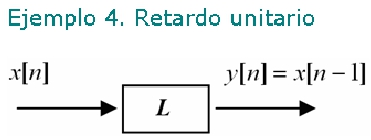 Ejemplo 4. Retardo unitario
x[n]
y[n] = x[n − 1]
L